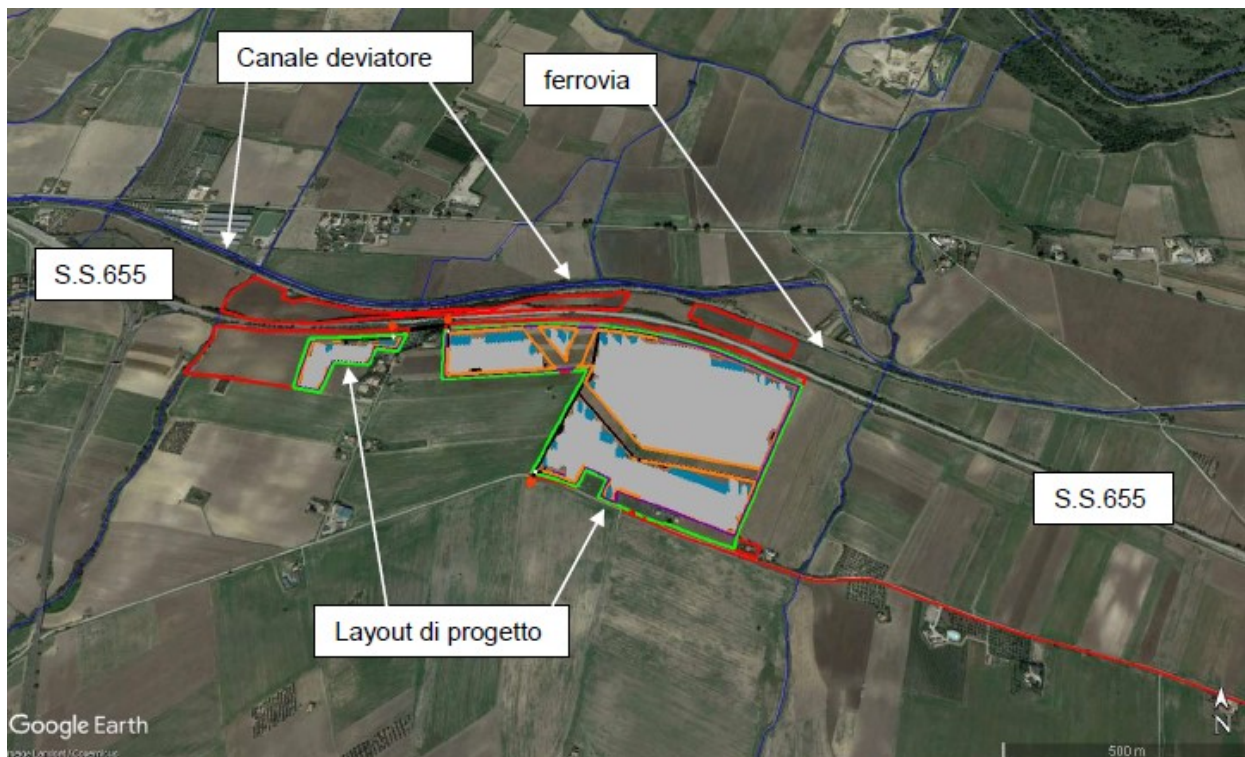 Canale deviatore
ferrovia
S.S.655
S.S.655
Layout di progetto
Google Earth
N
500 m